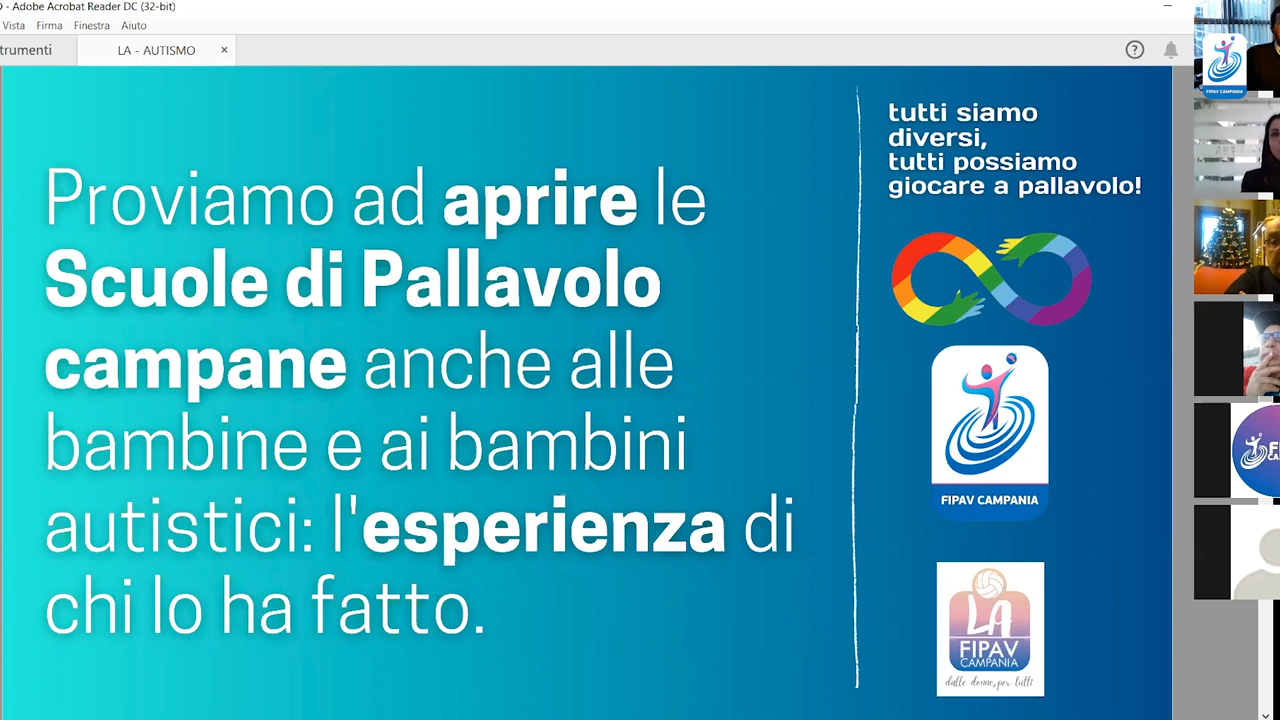 - Adobe Acrobat Reader DC (32-bit)
Vista Firma Finestra Aiuto
trumenti
LA - AUTISMO
Proviamo ad aprire le
Scuole di Pallavolo
campane anche alle
bambine e ai bambini
autistici: l'esperienza di
chi lo ha fatto.
tutti siamo
diversi,
tutti possiamo
giocare a pallavolo!
FIPAV CAMPANIA
LA
FIPAV
CAMPANIA
dalle donne, per tutti
FIPAV CAMPANIA